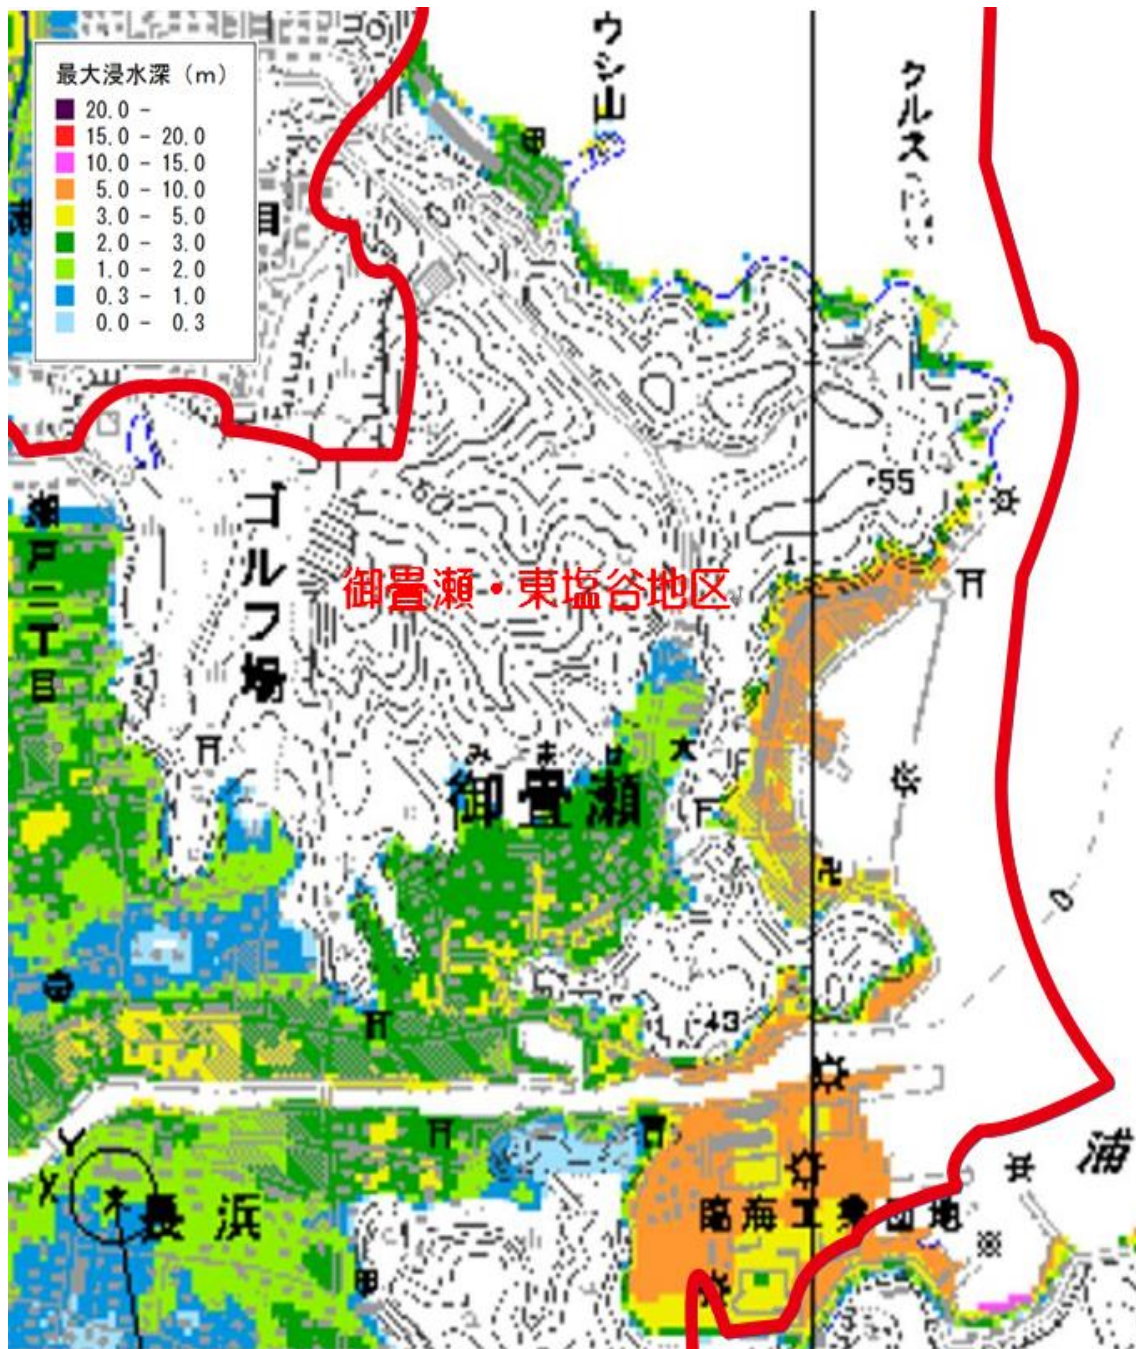 最大浸水深（m）
20.0 -
15.0 - 20.0
10.0 - 15.0
5.0 - 10.0
3.0 - 5.0
2.0 - 3.0
1.0 - 2.0
0.3 - 1.0
0.0 - 0.3
ウシ山
クルス
目
60
55
瀬戸二丁目
ゴルフ場
御畳瀬・東塩谷地区
みませ
御畳瀬
43
浦
長浜
臨海工業団地